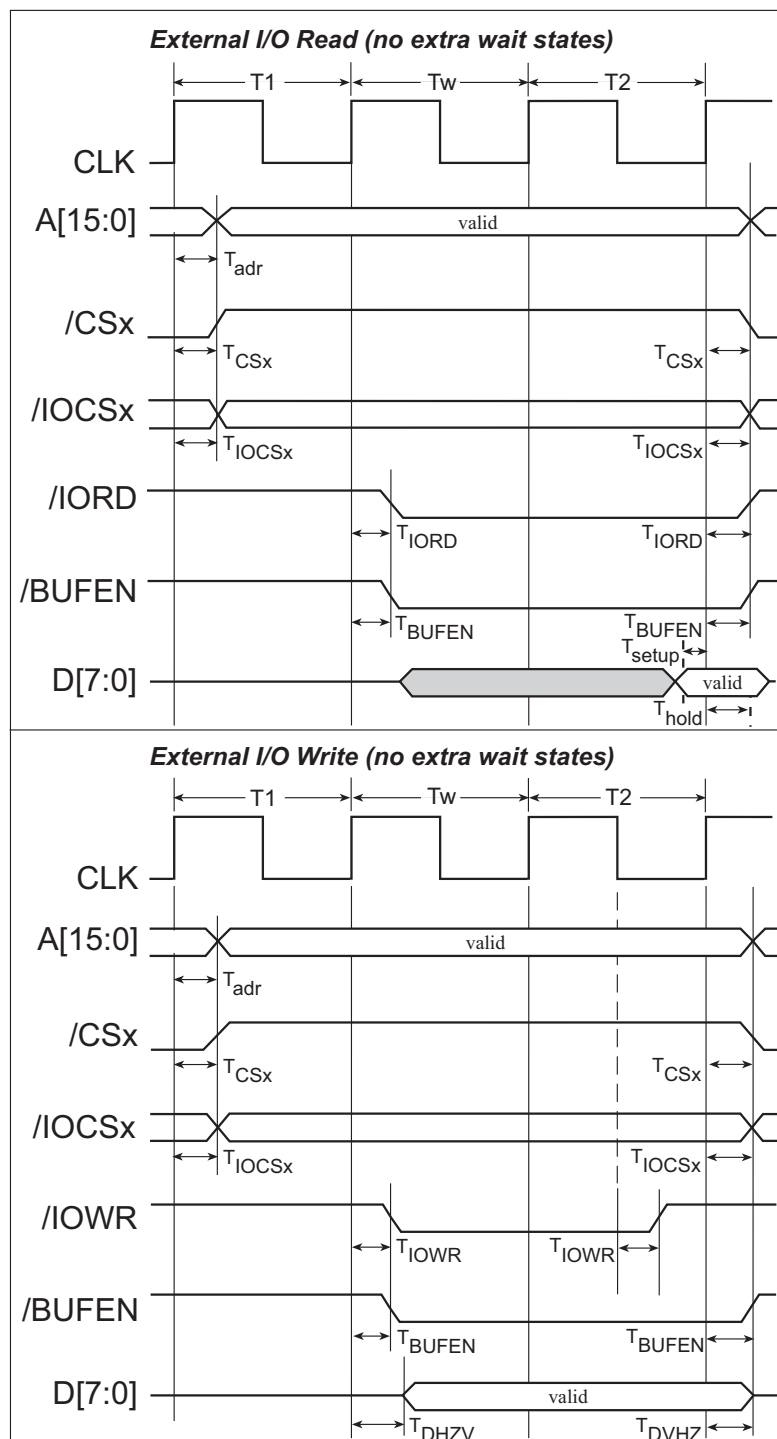 External I/O Read (no extra wait states)
T1 Tw T2
CLK
A[15:0] valid
Tadr
/CSx
TCSx TCSx
/IOCSx
TIOCSx TIOCSx
/IORD
TIORD TIORD
/BUFEN
TBUFEN TBUFEN
Tsetup
D[7:0] valid
Thold
External I/O Write (no extra wait states)
T1 Tw T2
CLK
A[15:0] valid
Tadr
/CSx
TCSx TCSx
/IOCSx
TIOCSx TIOCSx
/IOWR
TIOWR TIOWR
/BUFEN
TBUFEN TBUFEN
D[7:0] valid
TDHZV TDVHZ